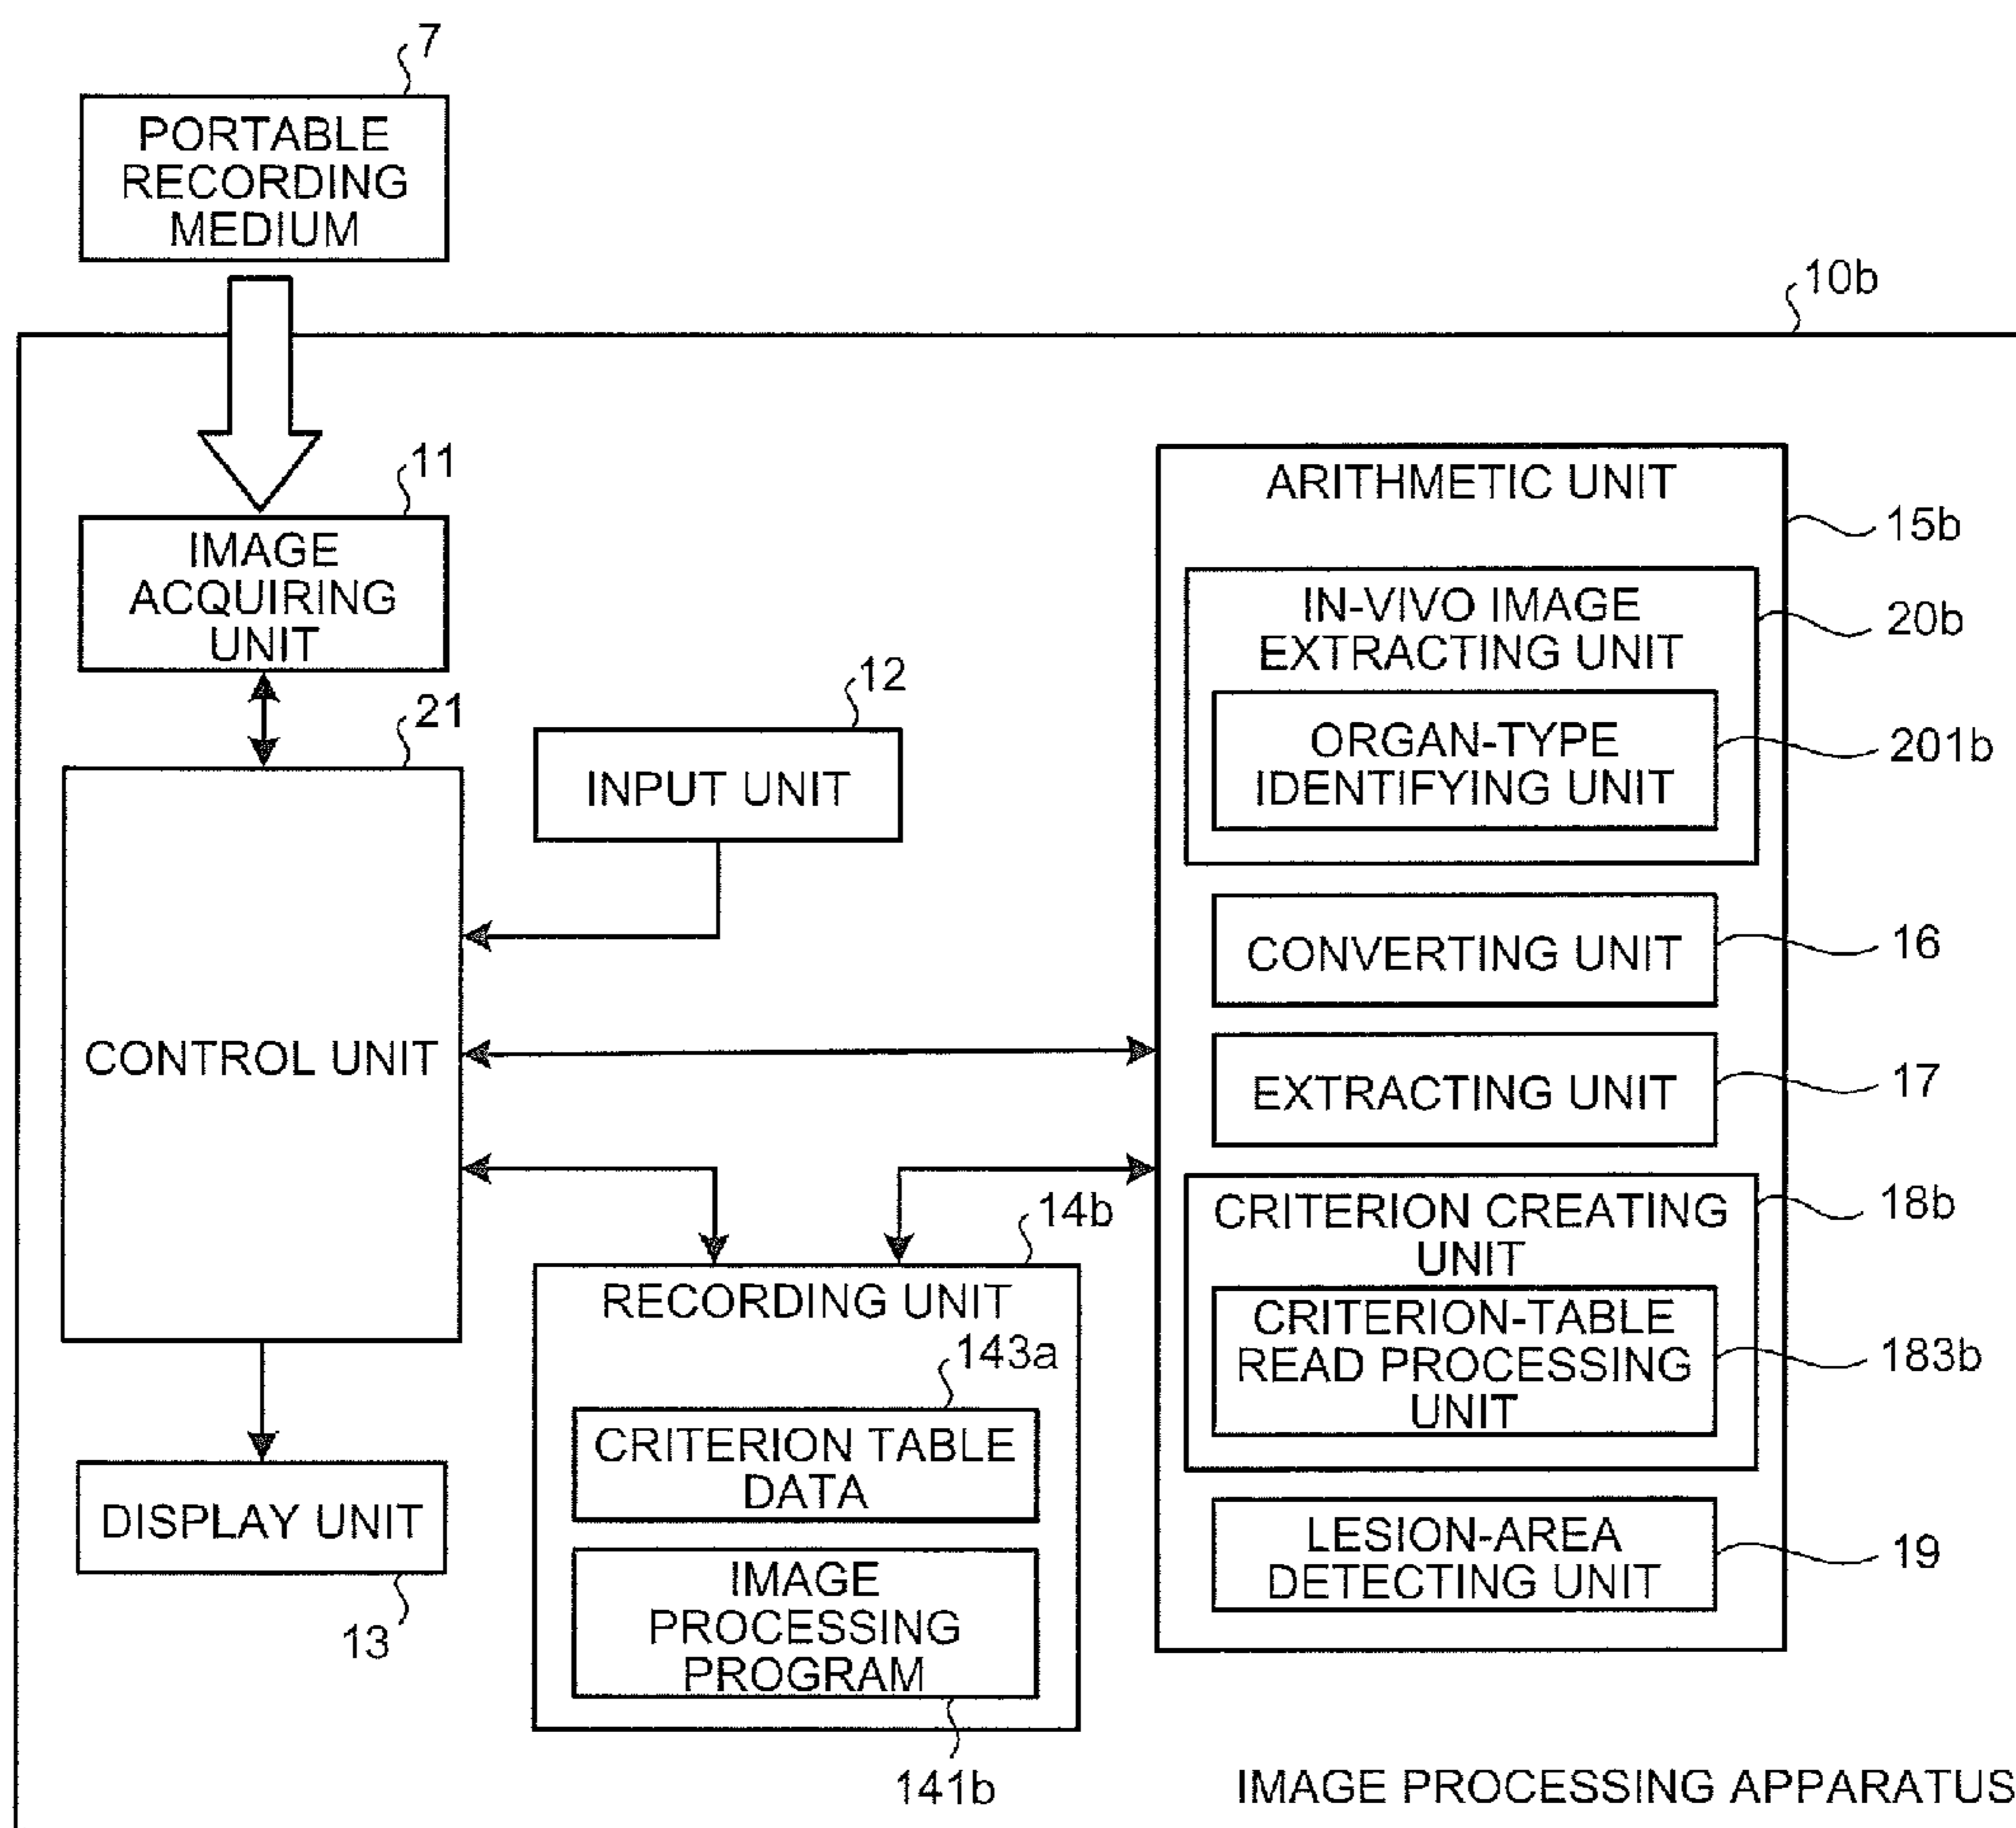 7
PORTABLE
RECORDING
MEDIUM
10b
11
IMAGE
ACQUIRING
UNIT
21
CONTROL UNIT
12
INPUT UNIT
DISPLAY UNIT
13
14b
RECORDING UNIT
143a
CRITERION TABLE
DATA
IMAGE
PROCESSING
PROGRAM
141b
ARITHMETIC UNIT
15b
IN-VIVO IMAGE
EXTRACTING UNIT
20b
ORGAN-TYPE
IDENTIFYING UNIT
201b
CONVERTING UNIT
16
EXTRACTING UNIT
17
CRITERION CREATING
UNIT
18b
CRITERION-TABLE
READ PROCESSING
UNIT
183b
LESION-AREA
DETECTING UNIT
19
IMAGE PROCESSING APPARATUS